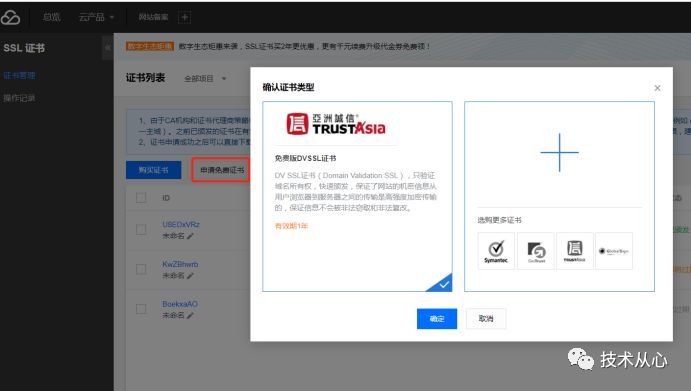 总览 云产品 网站备案
SSL 证书
证书管理
操作记录
数字生态钜惠 数字生态钜惠来袭，SSL证书买2年更优惠，更有千元续费升级代金券免费领！
证书列表 全部项目
1、由于CA机构和证书代理商策略
一主域）。之前已颁发的证书在有
2、证书申请成功之后可以直接下
购买证书 申请免费证书
ID
U8EDxVRz
未命名
KwZBhwrb
未命名
BoekxaAO
未命名
确认证书类型
亞洲誠信
TRUSTASIA
免费版DVSSL证书
DV SSL证书（Domain Validation SSL），只验证
域名所有权，快速颁发，保证了网站的机密信息从
用户浏览器到服务器之间的传输是高强度加密传输
的，保证信息不会被非法窃取和非法篡改。
有效期1年
选购更多证书
Symantec GeoTrust TRUSTASIA GlobalSign
确定 取消
技术从心